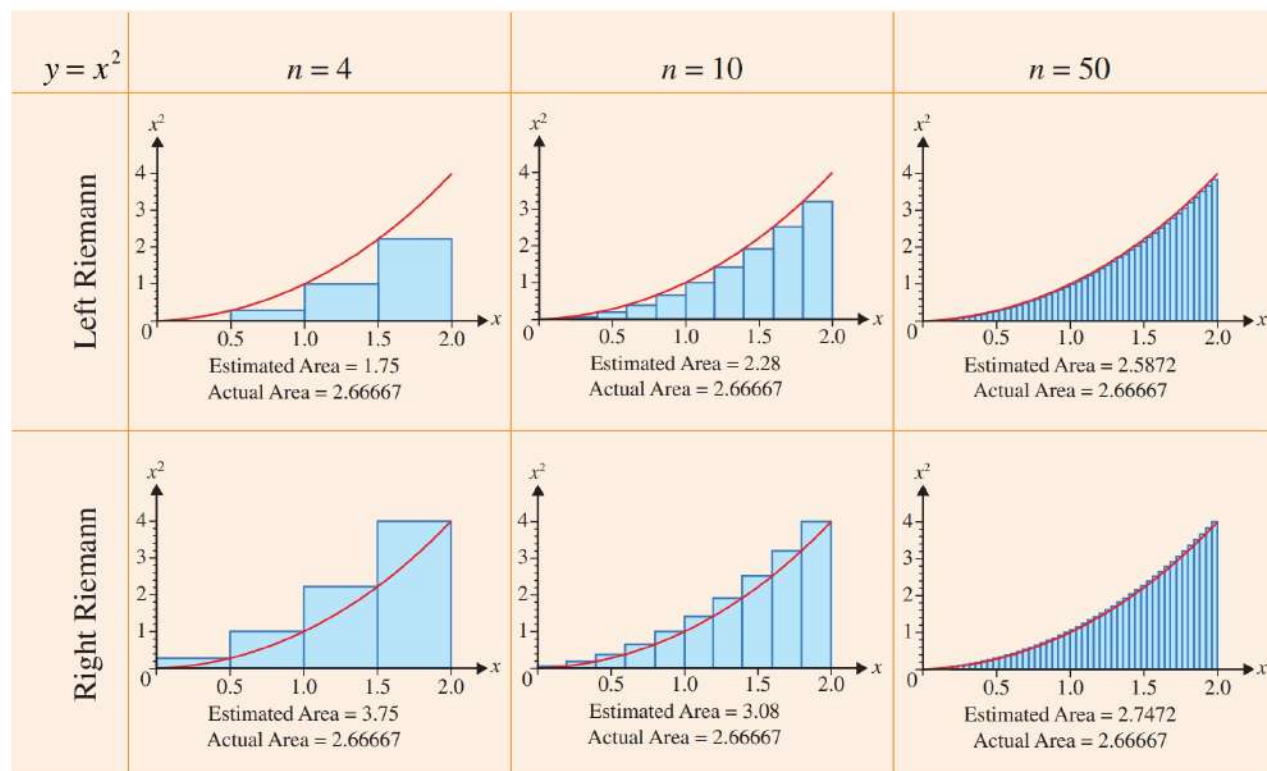 y = x²
n = 4
n = 10
n = 50
Left Riemann
x²
4
3
2
1
0
0.5
1.0
1.5
2.0
x
Estimated Area = 1.75
Actual Area = 2.66667
x²
4
3
2
1
0
0.5
1.0
1.5
2.0
x
Estimated Area = 2.28
Actual Area = 2.66667
x²
4
3
2
1
0
0.5
1.0
1.5
2.0
x
Estimated Area = 2.5872
Actual Area = 2.66667
Right Riemann
x²
4
3
2
1
0
0.5
1.0
1.5
2.0
x
Estimated Area = 3.75
Actual Area = 2.66667
x²
4
3
2
1
0
0.5
1.0
1.5
2.0
x
Estimated Area = 3.08
Actual Area = 2.66667
x²
4
3
2
1
0
0.5
1.0
1.5
2.0
x
Estimated Area = 2.7472
Actual Area = 2.66667